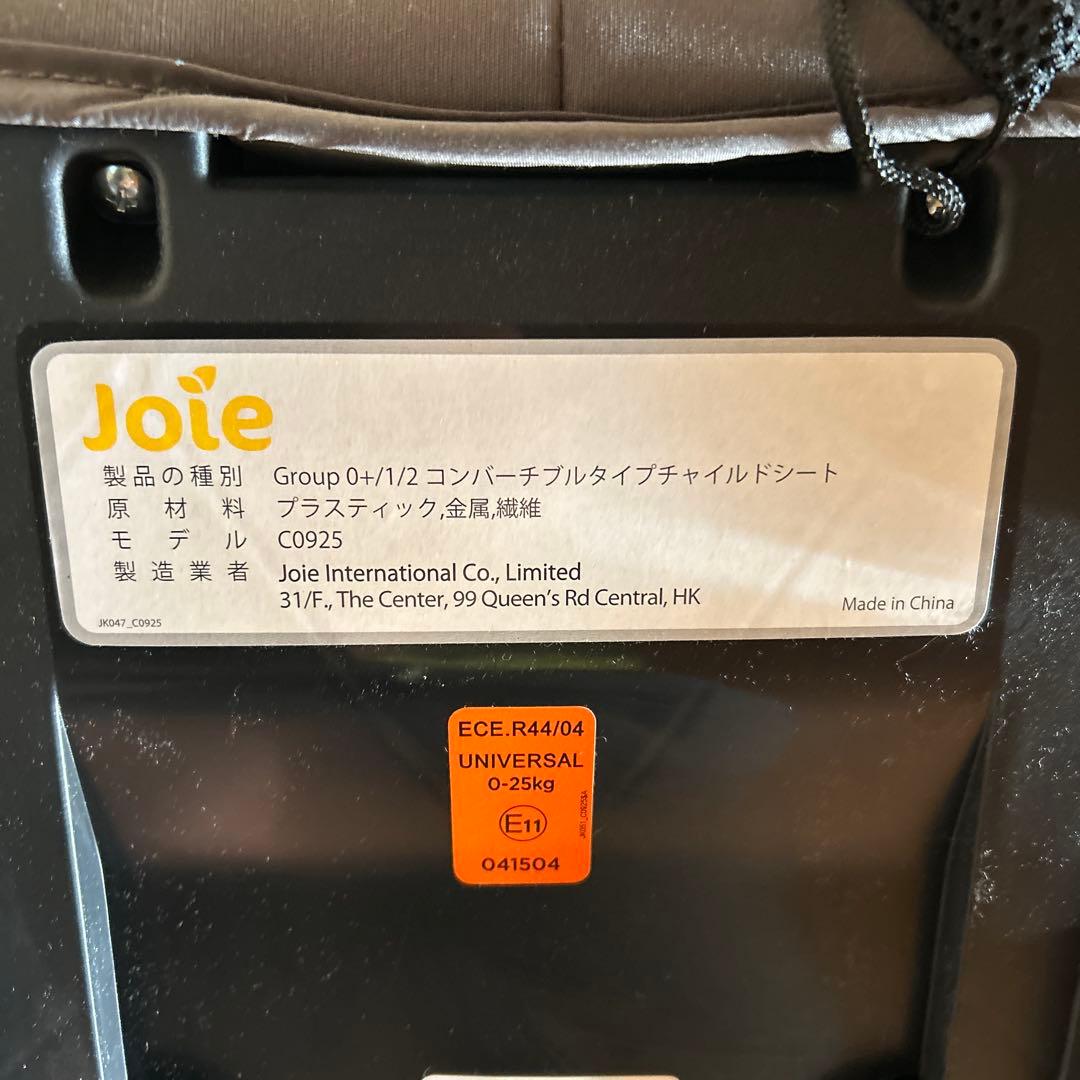 Joie
製品の種別 Group 0+/1/2 コンバーチブルタイプチャイルドシート
原材料 プラスティック,金属,繊維
モデル C0925
製造業者 Joie International Co., Limited
31/F., The Center, 99 Queen's Rd Central, HK
Made in China
JK047_C0925
ECE.R44/04
UNIVERSAL
0-25kg
E11
041504